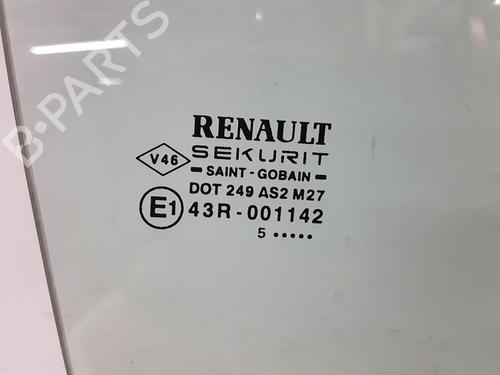 B-PARTS
RENAULT
V46 SEKURIT
SAINT-GOBAIN
DOT 249 AS2 M27
E1 43R-001142
5 •••••